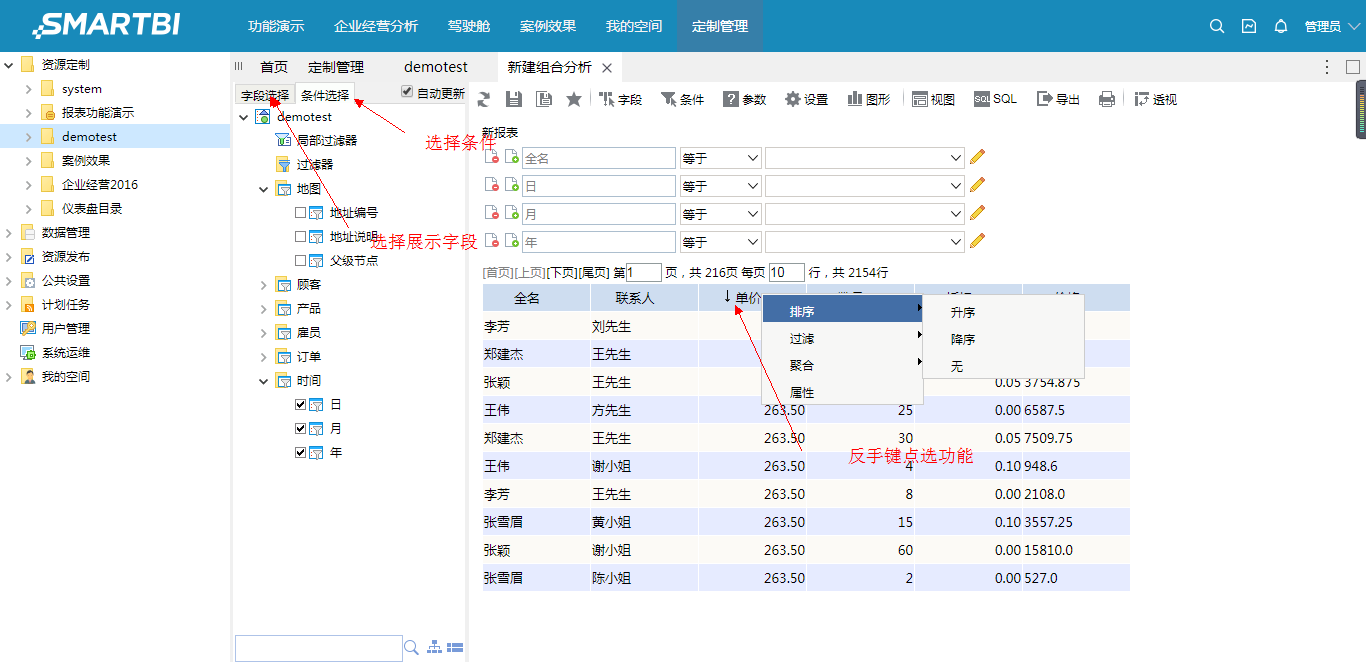 SMARTBI 功能演示 企业经营分析 驾驶舱 案例效果 我的空间 定制管理 管理员
资源定制
system
报表功能演示
demotest
案例效果
企业经营2016
仪表盘目录
数据管理
资源发布
公共设置
计划任务
用户管理
系统运维
我的空间
首页 定制管理 demotest 新建组合分析
字段选择 条件选择 自动更新
demotest
局部过滤器
过滤器
地图
地址编号
地址说明
父级节点
顾客
产品
雇员
订单
时间
日
月
年
选择条件
选择展示字段
字段 条件 参数 设置 图形 视图 SQL SQL 导出 透视
新报表
全名 等于
日 等于
月 等于
年 等于
[首页][上页][下页][尾页] 第1 页，共 216页 每页 10 行，共 2154行
全名 联系人 ↓ 单价
李芳 刘先生
郑建杰 王先生
张颖 王先生 0.05 3754.875
王伟 方先生 263.50 25 0.00 6587.5
郑建杰 王先生 263.50 30 0.05 7509.75
王伟 谢小姐 263.50 4 0.10 948.6
李芳 王先生 263.50 8 0.00 2108.0
张雪眉 黄小姐 263.50 15 0.10 3557.25
张颖 谢小姐 263.50 60 0.00 15810.0
张雪眉 陈小姐 263.50 2 0.00 527.0
排序
过滤
聚合
属性
升序
降序
无
反手键点选功能